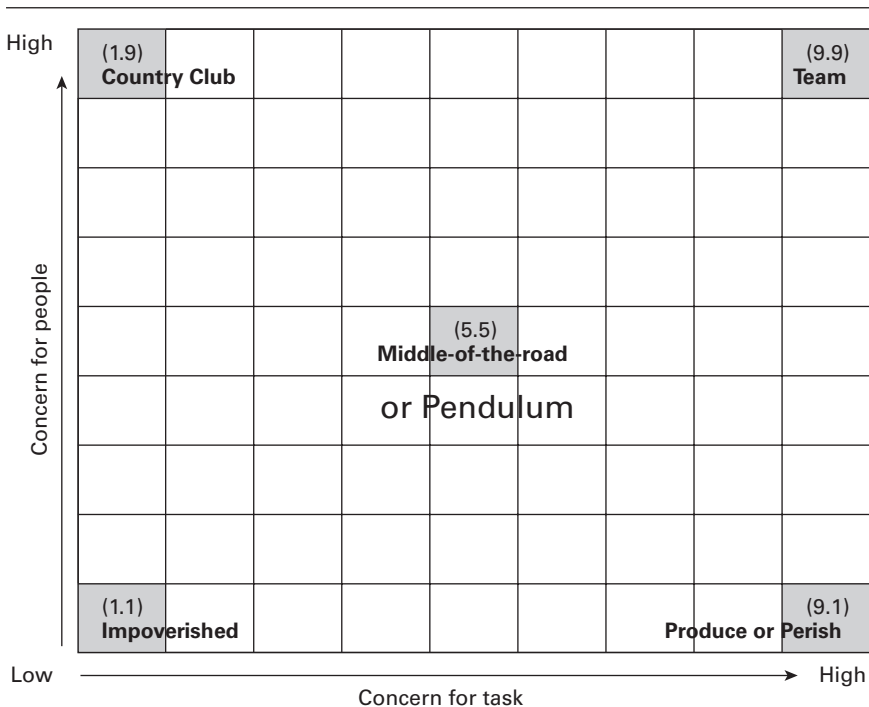 High
(1.9)
Country Club
(9.9)
Team
Concern for people
(5.5)
Middle-of-the-road
or Pendulum
(1.1)
Impoverished
(9.1)
Produce or Perish
Low
High
Concern for task